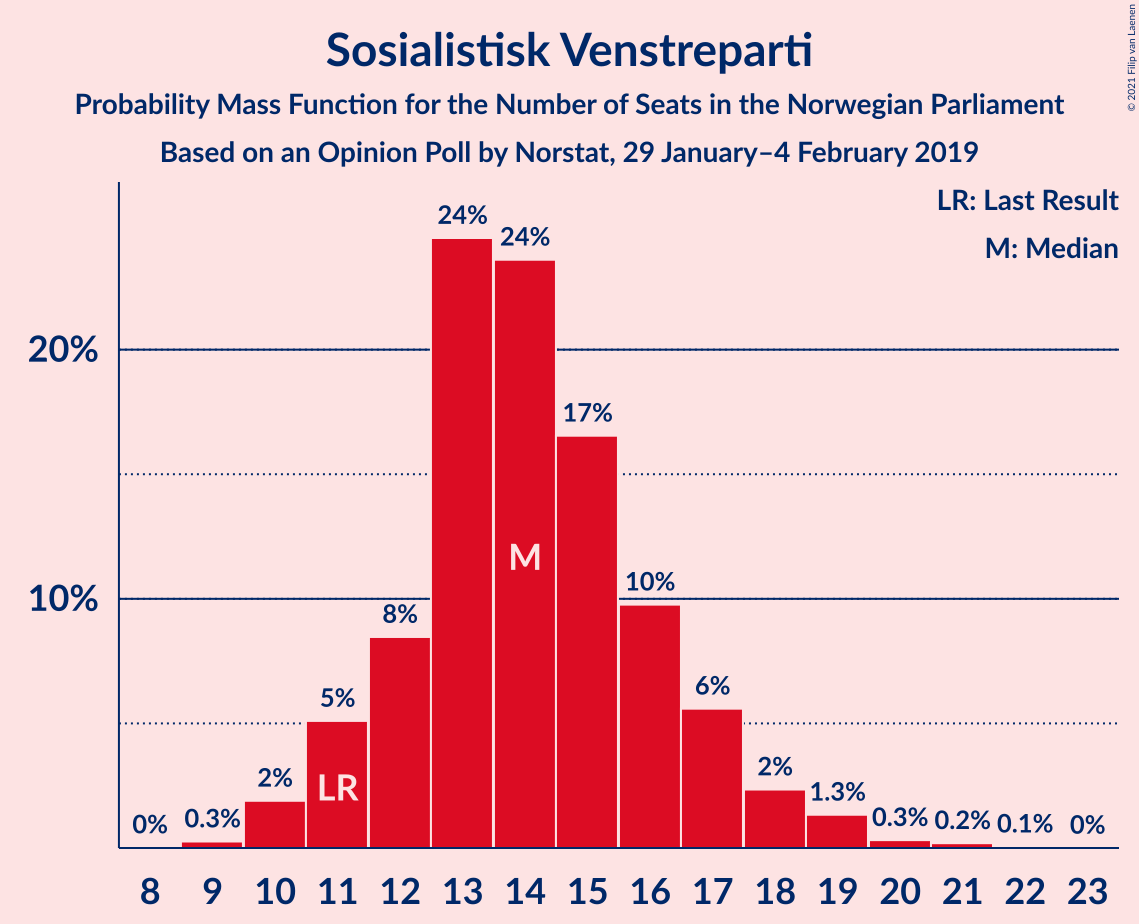 Sosialistisk Venstreparti
Probability Mass Function for the Number of Seats in the Norwegian Parliament
Based on an Opinion Poll by Norstat, 29 January–4 February 2019
© 2021 Filip van Laenen
LR: Last Result
M: Median
24%
24%
20%
17%
10%
10%
8%
6%
5%
2%
2%
1.3%
0.3%
0.3%
0.2%
0.1%
0%
0%
M
LR
8 9 10 11 12 13 14 15 16 17 18 19 20 21 22 23